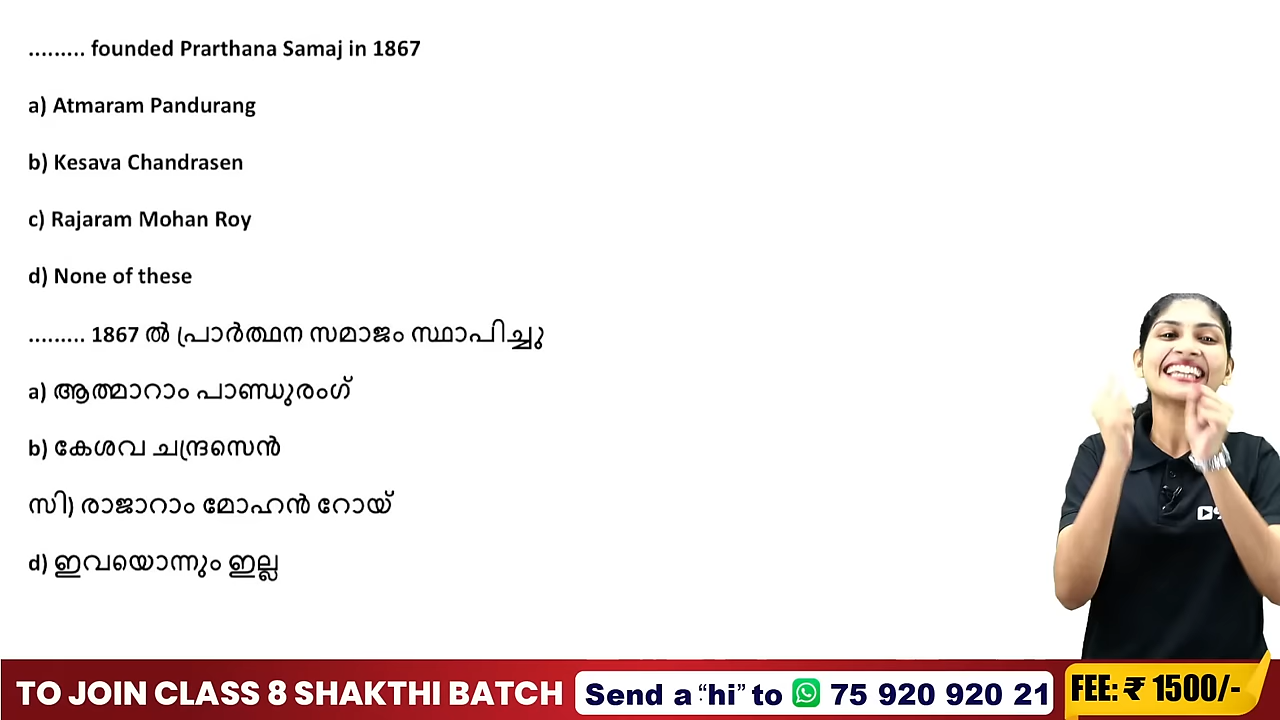 ......... founded Prarthana Samaj in 1867
a) Atmaram Pandurang
b) Kesava Chandrasen
c) Rajaram Mohan Roy
d) None of these
......... 1867 ൽ പ്രാർത്ഥന സമാജം സ്ഥാപിച്ചു
a) ആത്മാറാം പാണ്ഡുരംഗ്
b) കേശവ ചന്ദ്രസെൻ
സി) രാജാറാം മോഹൻ റോയ്
d) ഇവയൊന്നും ഇല്ല
TO JOIN CLASS 8 SHAKTHI BATCH Send a “hi” to 75 920 920 21 FEE: ₹ 1500/-